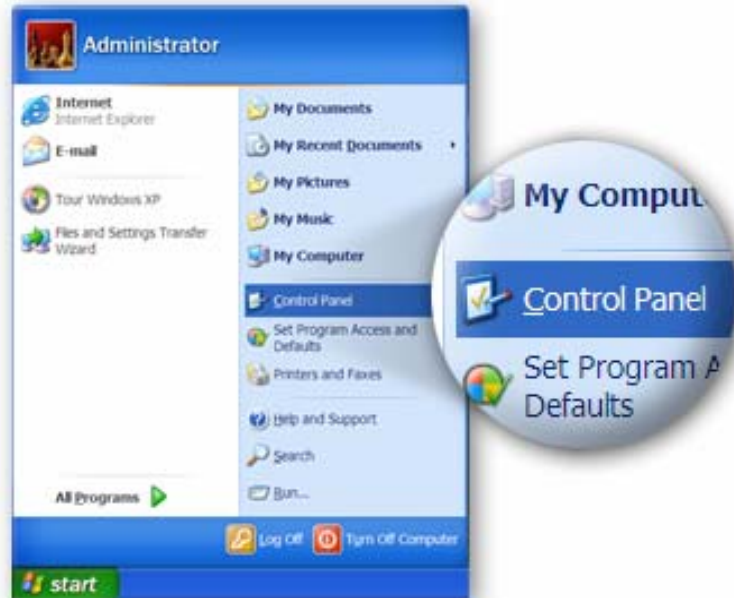 Administrator
Internet
Internet Explorer
E-mail
Tour Windows XP
Files and Settings Transfer
Wizard
All Programs
My Documents
My Recent Documents
My Pictures
My Music
My Computer
Control Panel
Set Program Access and
Defaults
Printers and Faxes
Help and Support
Search
Run...
Log Off
Turn Off Computer
start
My Comput
Control Panel
Set Program A
Defaults